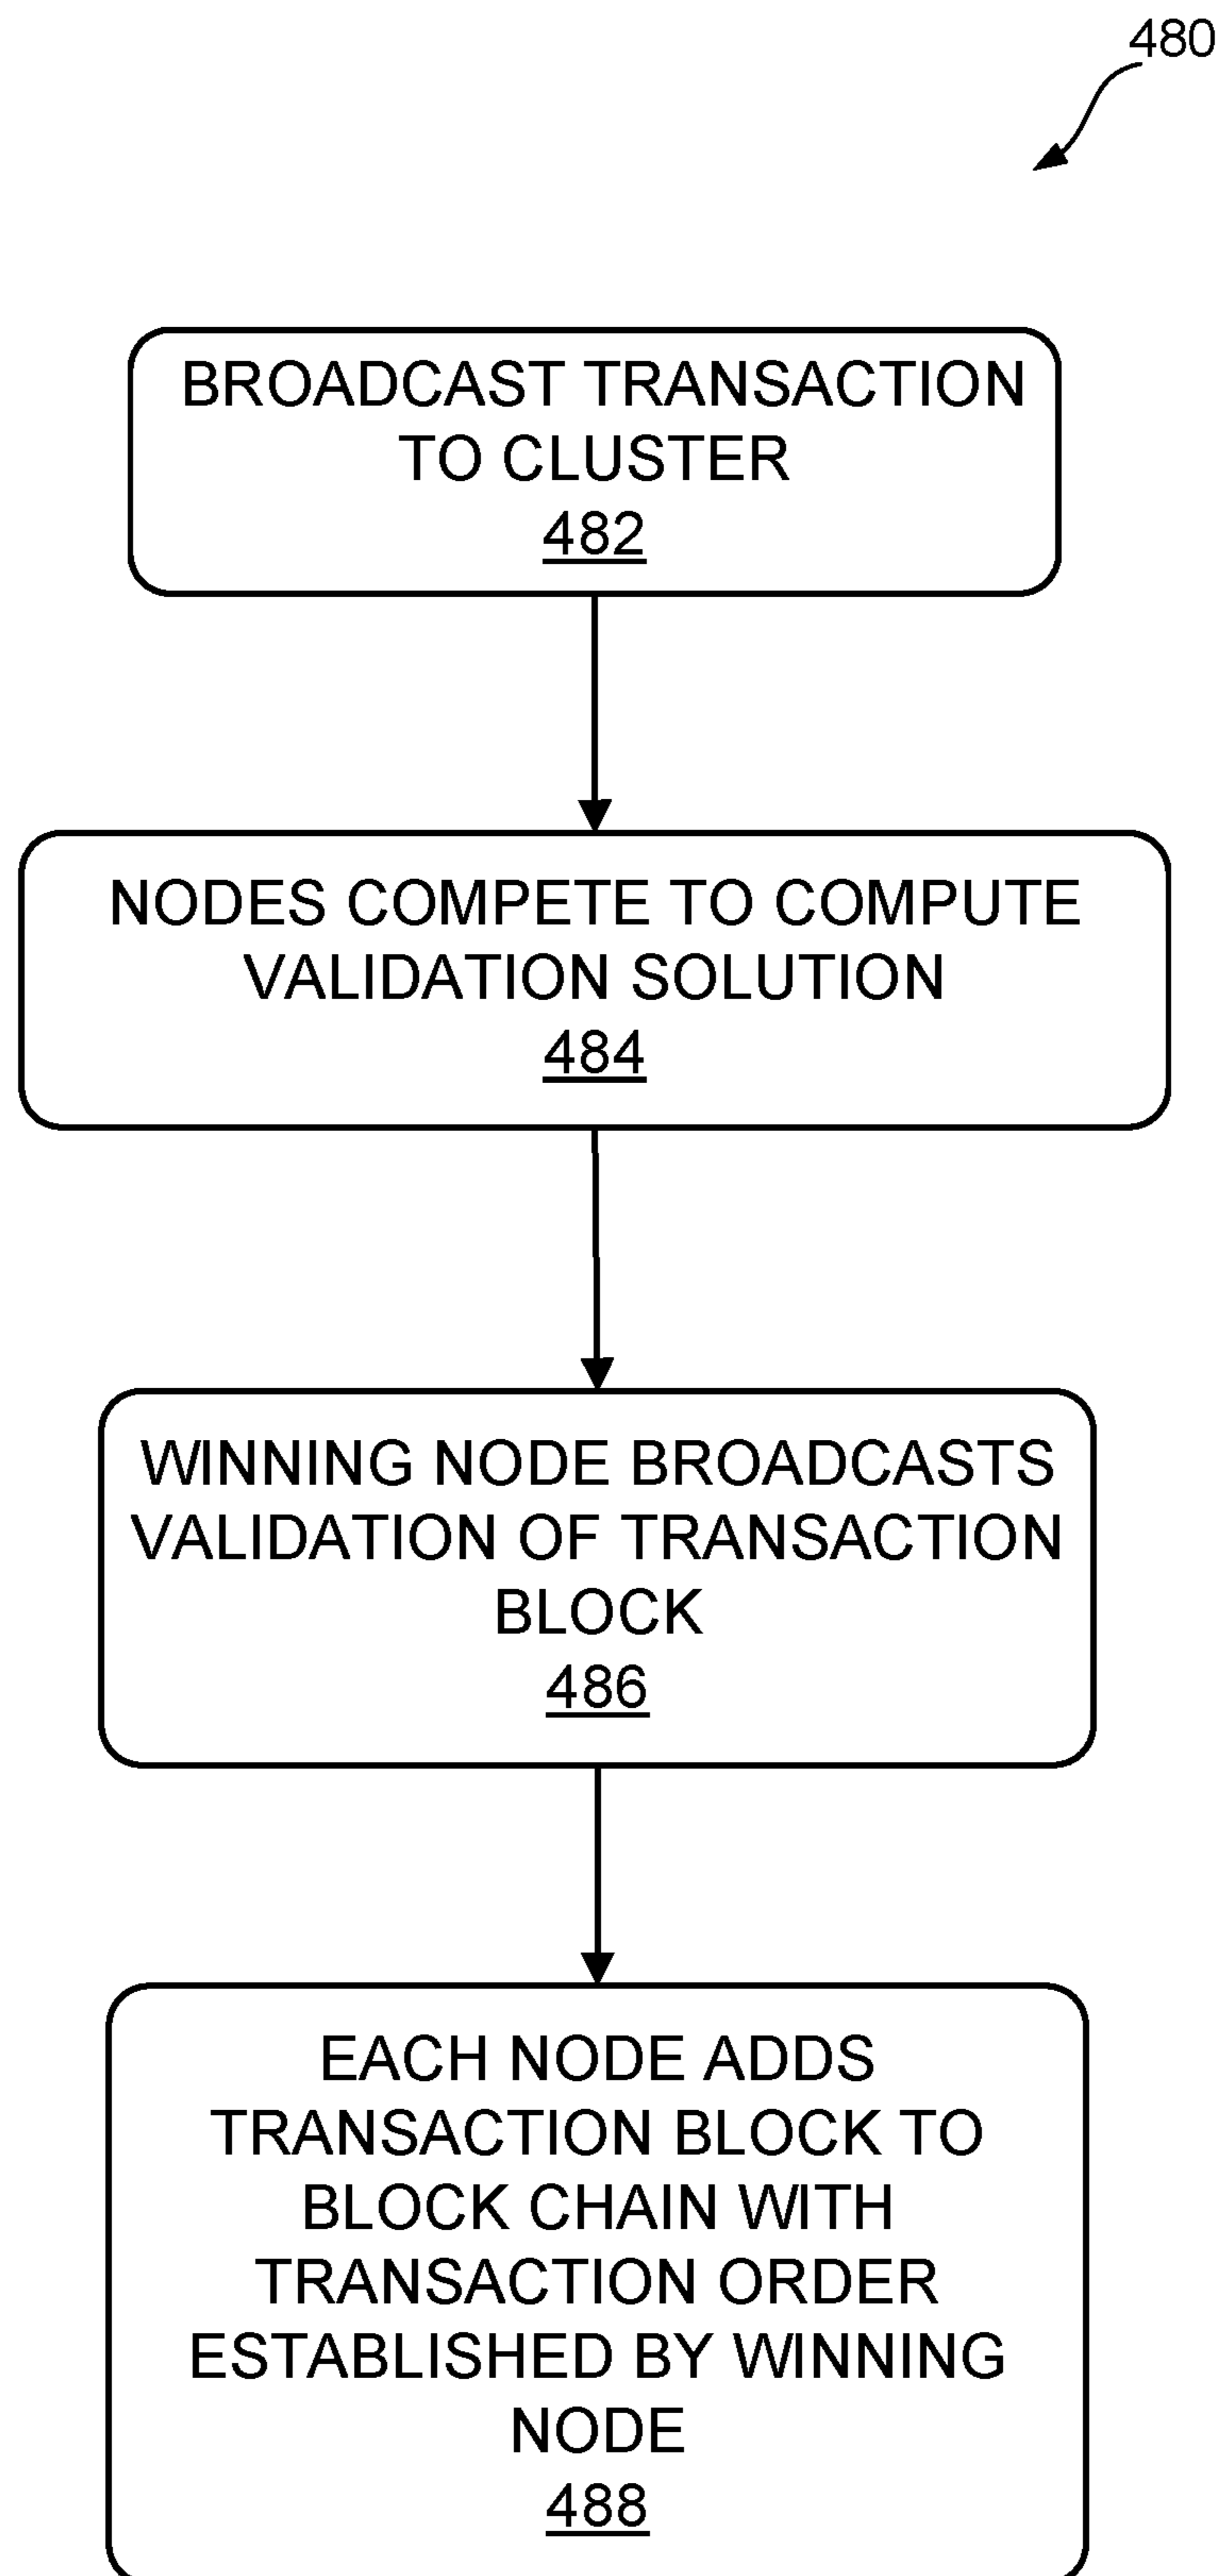 480
BROADCAST TRANSACTION
TO CLUSTER
482
NODES COMPETE TO COMPUTE
VALIDATION SOLUTION
484
WINNING NODE BROADCASTS
VALIDATION OF TRANSACTION
BLOCK
486
EACH NODE ADDS
TRANSACTION BLOCK TO
BLOCK CHAIN WITH
TRANSACTION ORDER
ESTABLISHED BY WINNING
NODE
488